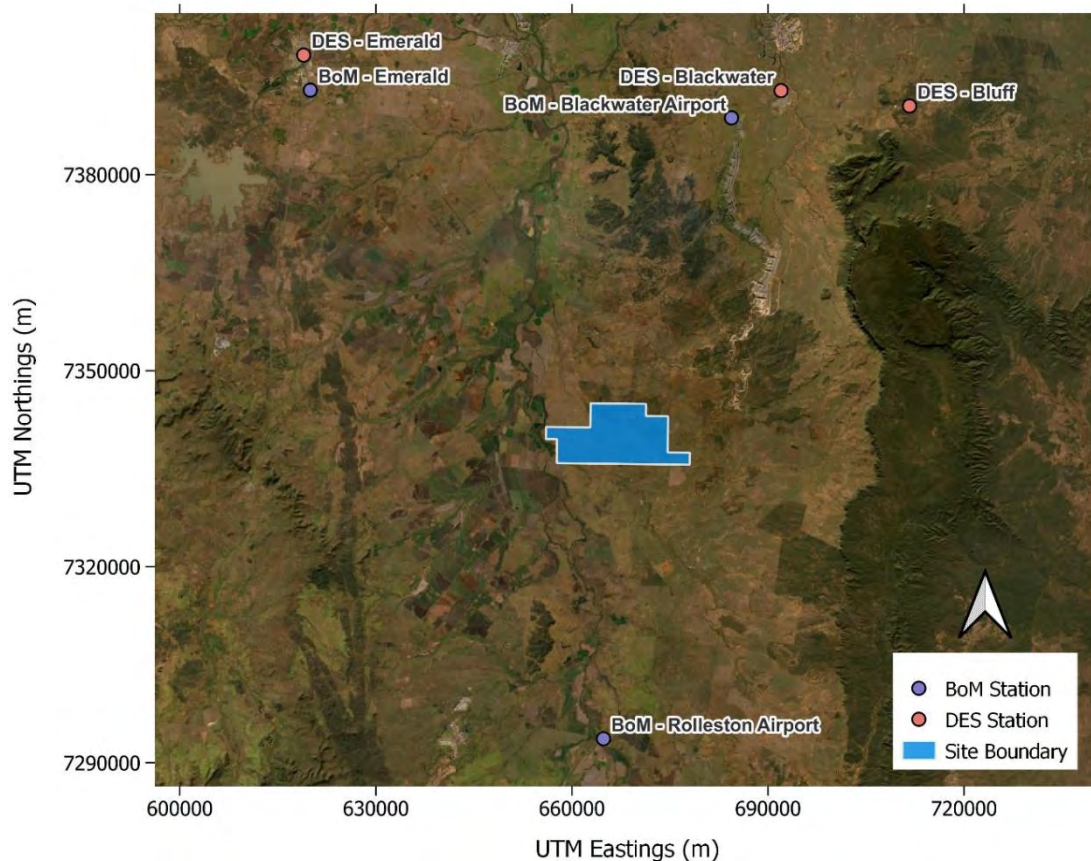 DES - Emerald
BoM - Emerald
DES - Blackwater
BoM - Blackwater Airport
DES - Bluff
7380000
7350000
UTM Northings (m)
7320000
BoM - Rolleston Airport
7290000
BoM Station
DES Station
Site Boundary
600000 630000 660000 690000 720000
UTM Eastings (m)